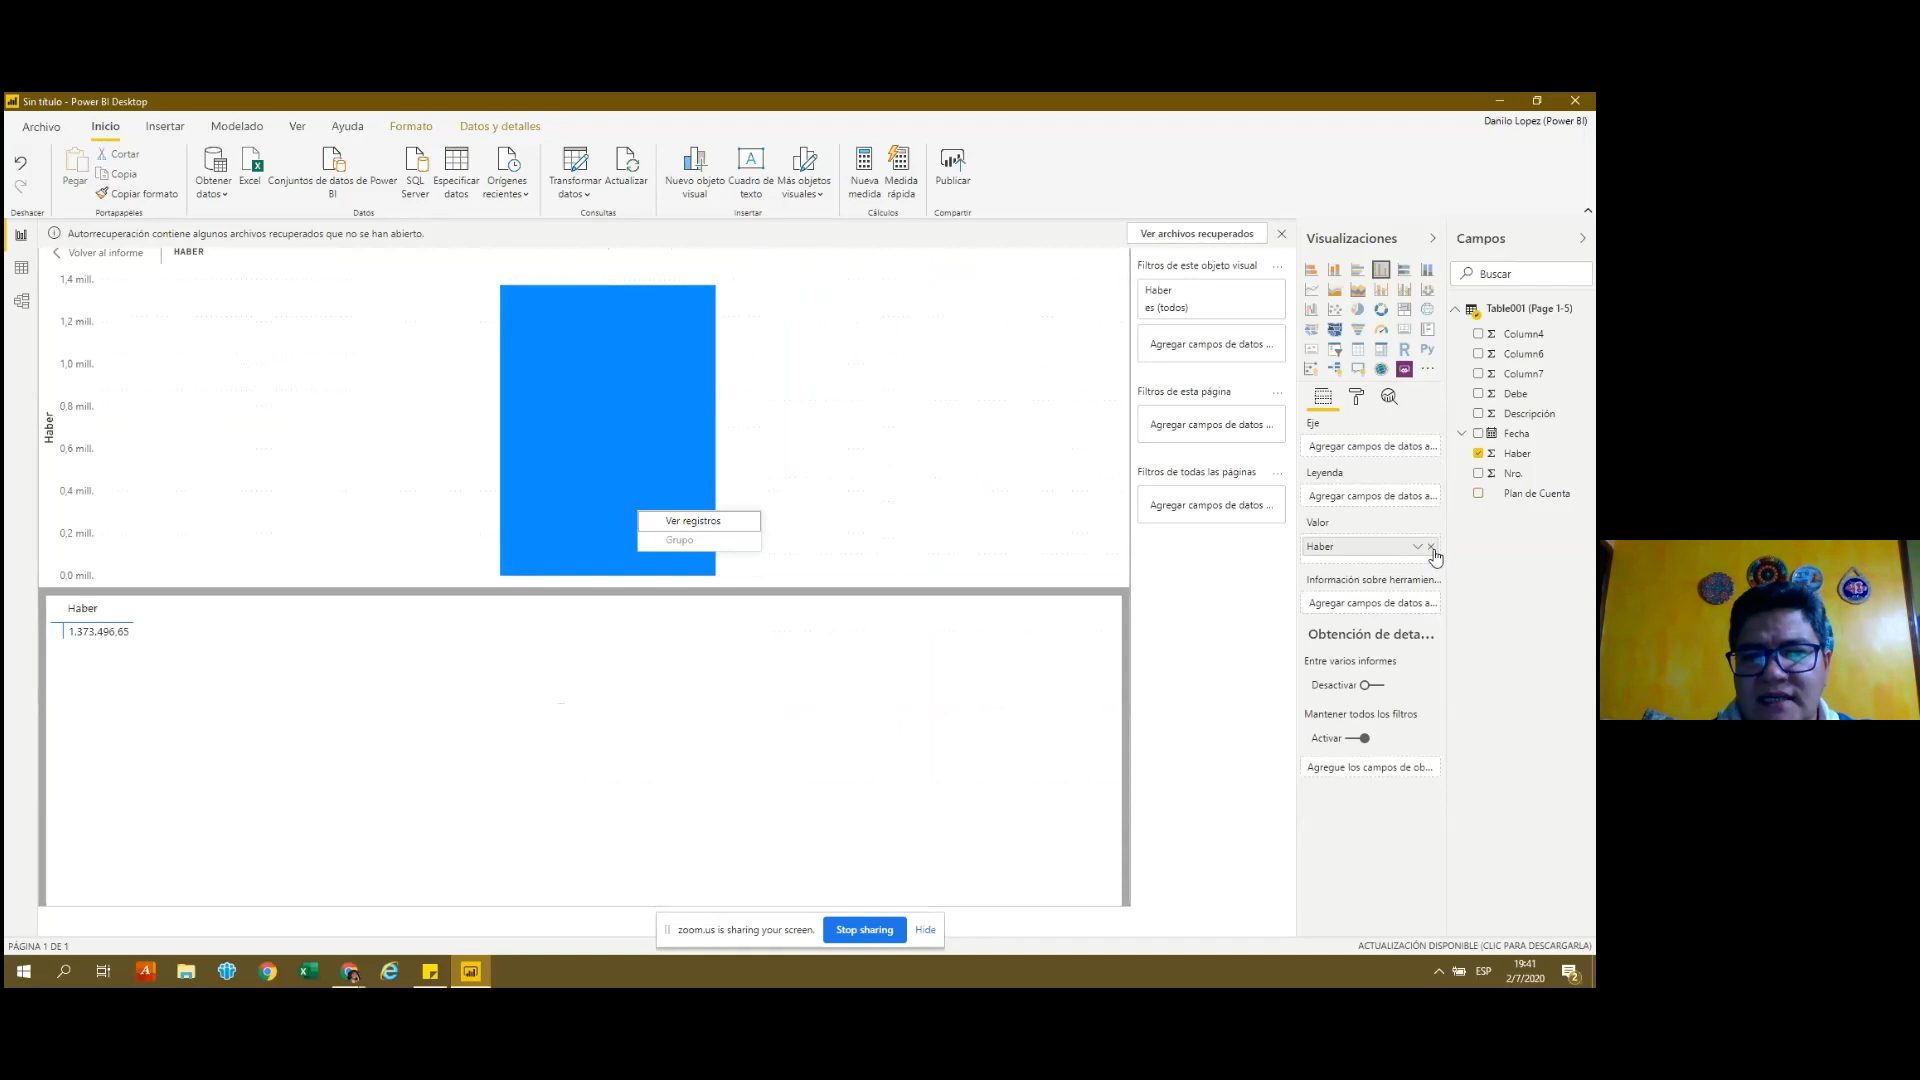 Sin título - Power BI Desktop
Danilo Lopez (Power BI)
Archivo Inicio Insertar Modelado Ver Ayuda Formato Datos y detalles
Pegar
Cortar
Copia
Copiar formato
Obtener datos
Excel
Conjuntos de datos de Power BI
SQL Server
Especificar datos
Orígenes recientes
Transformar datos
Actualizar
Nuevo objeto visual
Cuadro de texto
Más objetos visuales
Nueva medida
Medida rápida
Publicar
Deshacer Portapapeles Datos Consultas Insertar Cálculos Compartir
Autorrecuperación contiene algunos archivos recuperados que no se han abierto.
Ver archivos recuperados
Volver al informe
HABER
1,4 mill.
1,2 mill.
1,0 mill.
0,8 mill.
0,6 mill.
0,4 mill.
0,2 mill.
0,0 mill.
Haber
Ver registros
Grupo
Haber
1.373.496,65
Filtros de este objeto visual ...
Haber
es (todos)
Agregar campos de datos ...
Filtros de esta página ...
Agregar campos de datos ...
Filtros de todas las páginas ...
Agregar campos de datos ...
Visualizaciones
R Py
Eje
Agregar campos de datos a...
Leyenda
Agregar campos de datos a...
Valor
Haber
Información sobre herramien...
Agregar campos de datos a...
Obtención de deta...
Entre varios informes
Desactivar
Mantener todos los filtros
Activar
Agregue los campos de ob...
Campos
Buscar
Table001 (Page 1-5)
Column4
Column6
Column7
Debe
Descripción
Fecha
Haber
Nro.
Plan de Cuenta
zoom.us is sharing your screen.
Stop sharing
Hide
PÁGINA 1 DE 1
ACTUALIZACIÓN DISPONIBLE (CLIC PARA DESCARGARLA)
ESP
19:41
2/7/2020
2